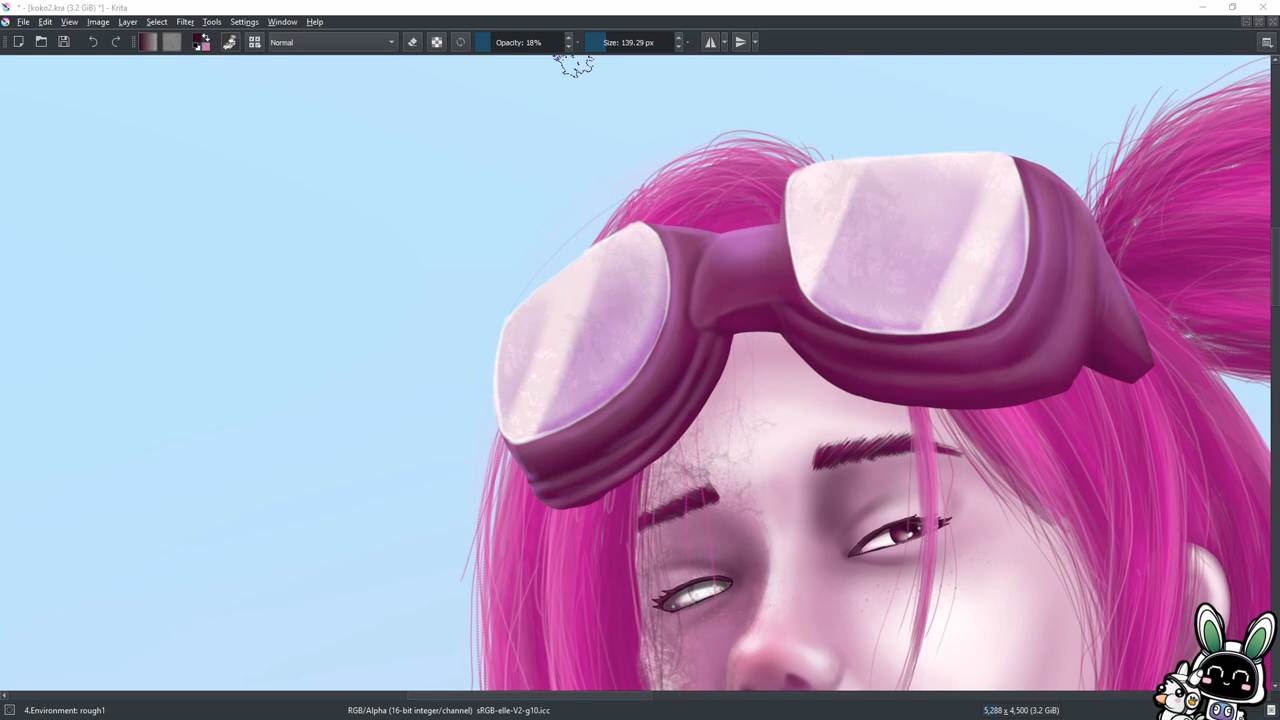 * - [koko2.kra (3.2 GiB) *] - Krita
File Edit View Image Layer Select Filter Tools Settings Window Help
Normal Opacity: 18% Size: 139.29 px
4.Environment: rough1 RGB/Alpha (16-bit integer/channel) sRGB-elle-V2-g10.icc 5,288 x 4,500 (3.2 GiB)